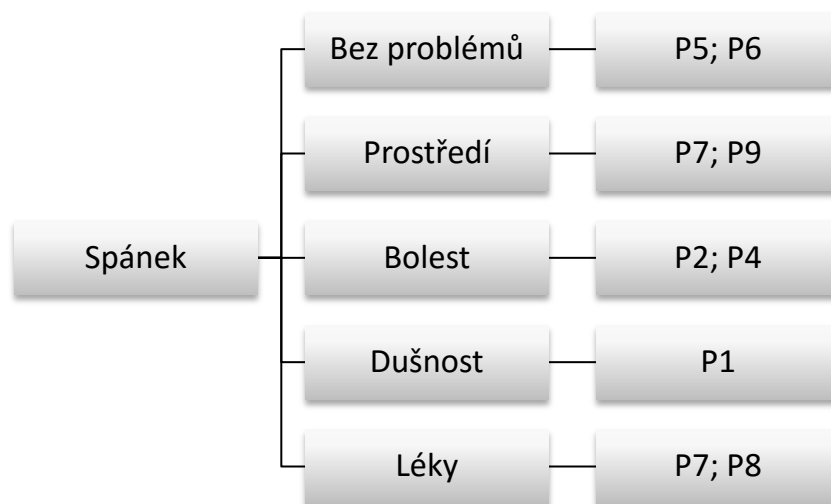 Spánek
Bez problémů
P5; P6
Prostředí
P7; P9
Bolest
P2; P4
Dušnost
P1
Léky
P7; P8